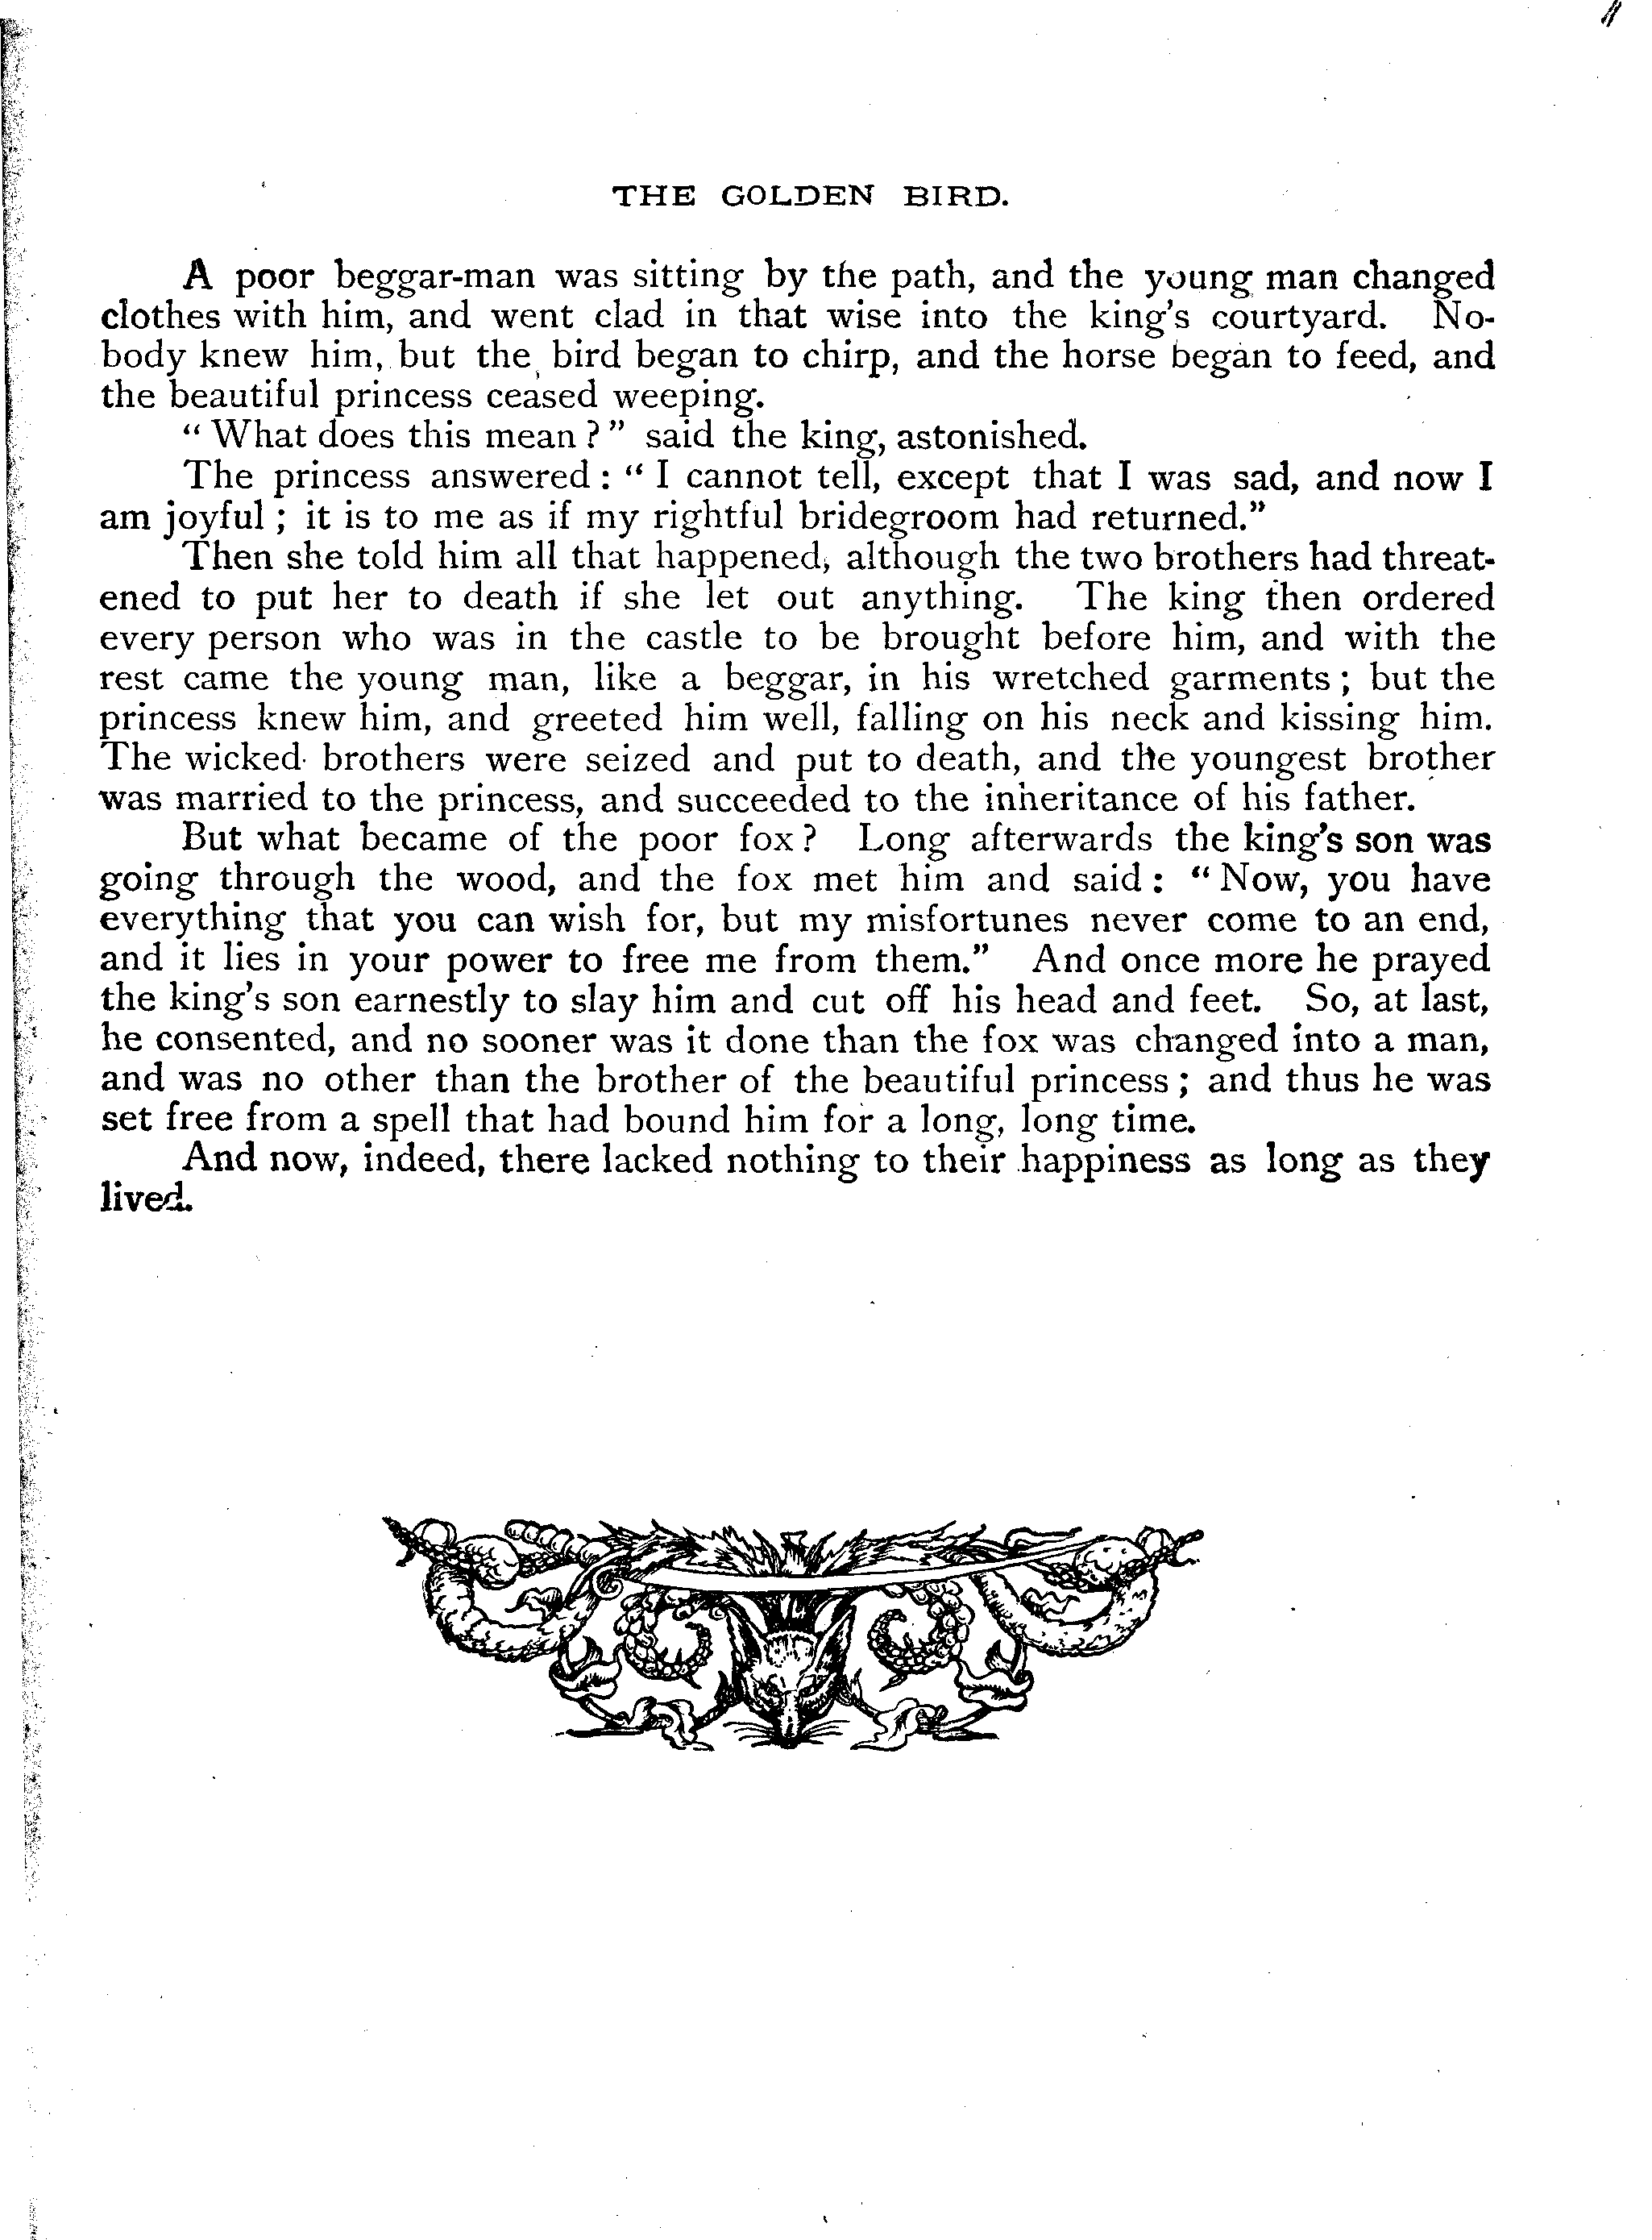 THE GOLDEN BIRD.
A poor beggar-man was sitting by the path, and the young man changed
clothes with him, and went clad in that wise into the king's courtyard. No-
body knew him, but the bird began to chirp, and the horse began to feed, and
the beautiful princess ceased weeping.
“ What does this mean ? ” said the king, astonished.
The princess answered : “ I cannot tell, except that I was sad, and now I
am joyful ; it is to me as if my rightful bridegroom had returned.”
Then she told him all that happened, although the two brothers had threat-
ened to put her to death if she let out anything. The king then ordered
every person who was in the castle to be brought before him, and with the
rest came the young man, like a beggar, in his wretched garments ; but the
princess knew him, and greeted him well, falling on his neck and kissing him.
The wicked brothers were seized and put to death, and the youngest brother
was married to the princess, and succeeded to the inheritance of his father.
But what became of the poor fox ? Long afterwards the king's son was
going through the wood, and the fox met him and said : “ Now, you have
everything that you can wish for, but my misfortunes never come to an end,
and it lies in your power to free me from them.” And once more he prayed
the king's son earnestly to slay him and cut off his head and feet. So, at last,
he consented, and no sooner was it done than the fox was changed into a man,
and was no other than the brother of the beautiful princess ; and thus he was
set free from a spell that had bound him for a long, long time.
And now, indeed, there lacked nothing to their happiness as long as they
lived.